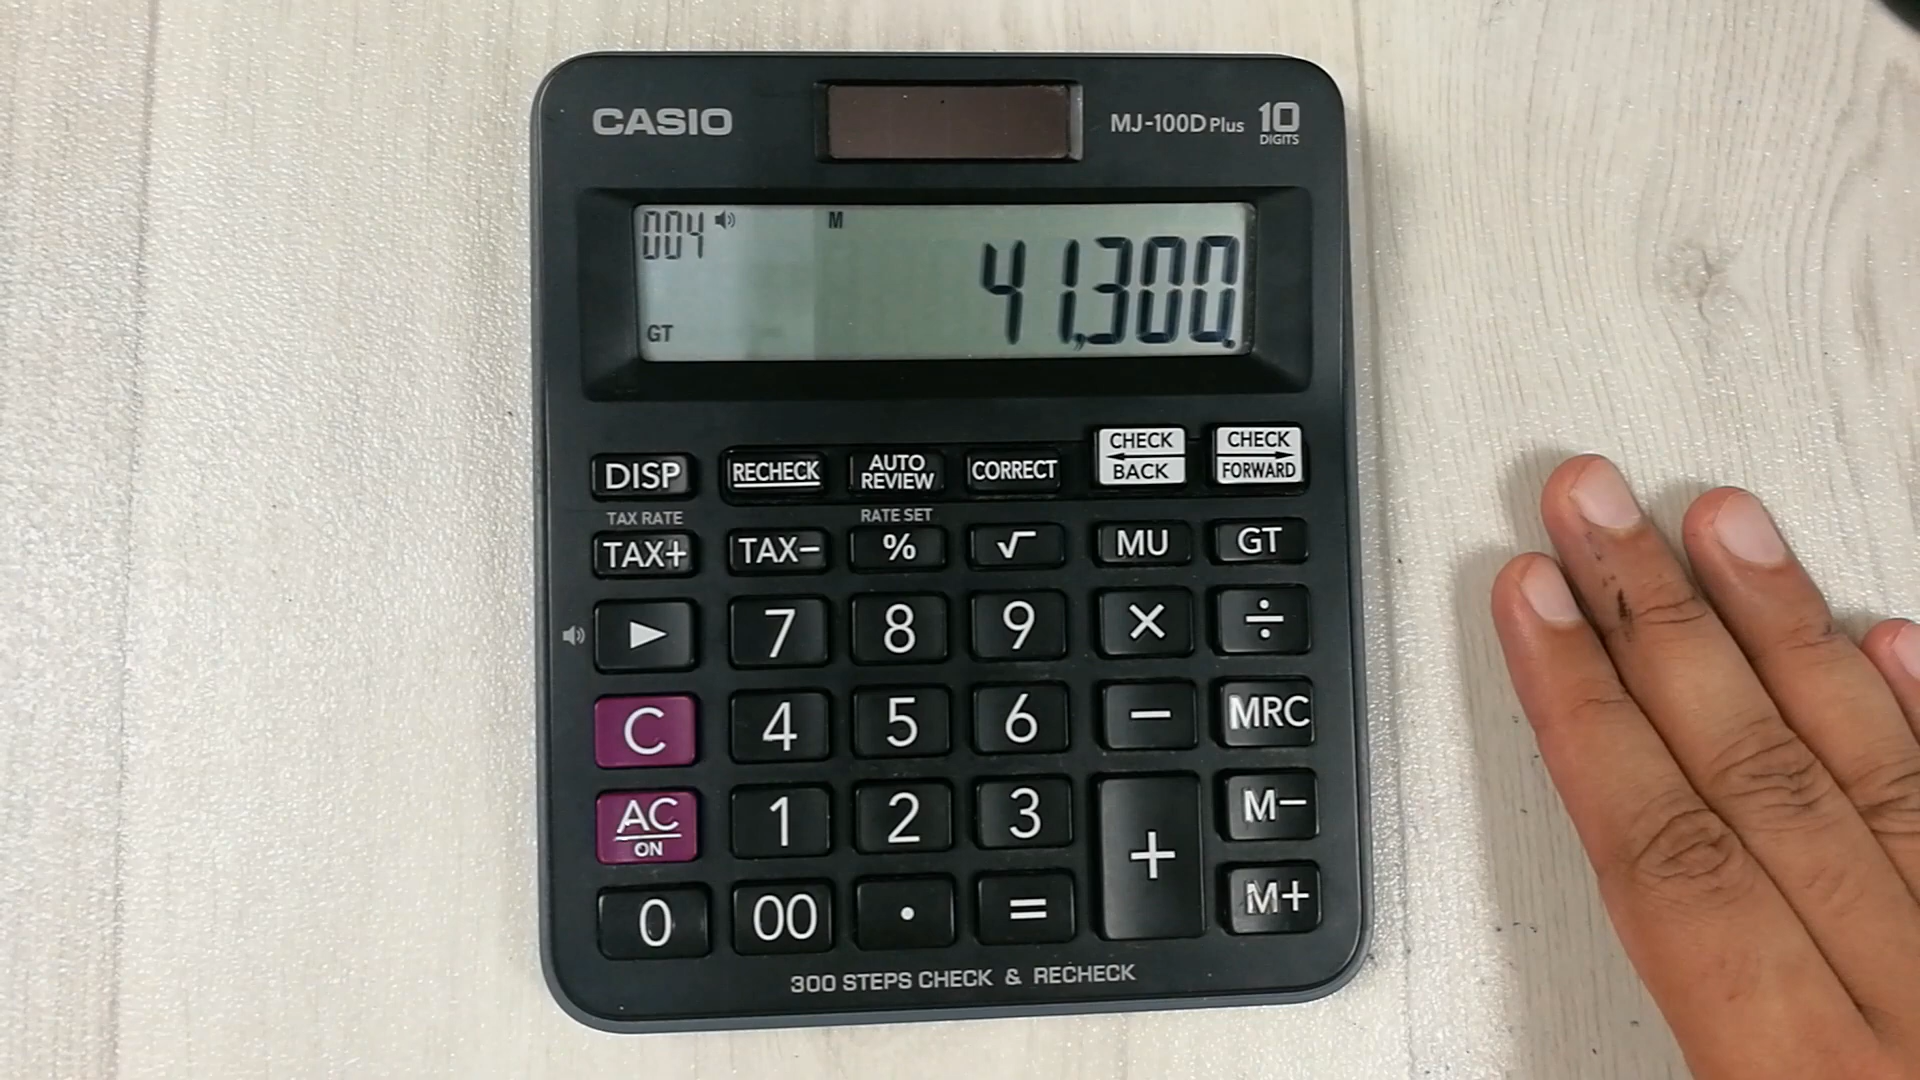 CASIO MJ-100D Plus 10
DIGITS
004 M
41,300.
GT
DISP RECHECK AUTO REVIEW CORRECT CHECK BACK CHECK FORWARD
TAX RATE RATE SET
TAX+ TAX− % √ MU GT
▶ 7 8 9 × ÷
C 4 5 6 − MRC
AC 1 2 3 + M−
ON
0 00 • = M+
300 STEPS CHECK & RECHECK